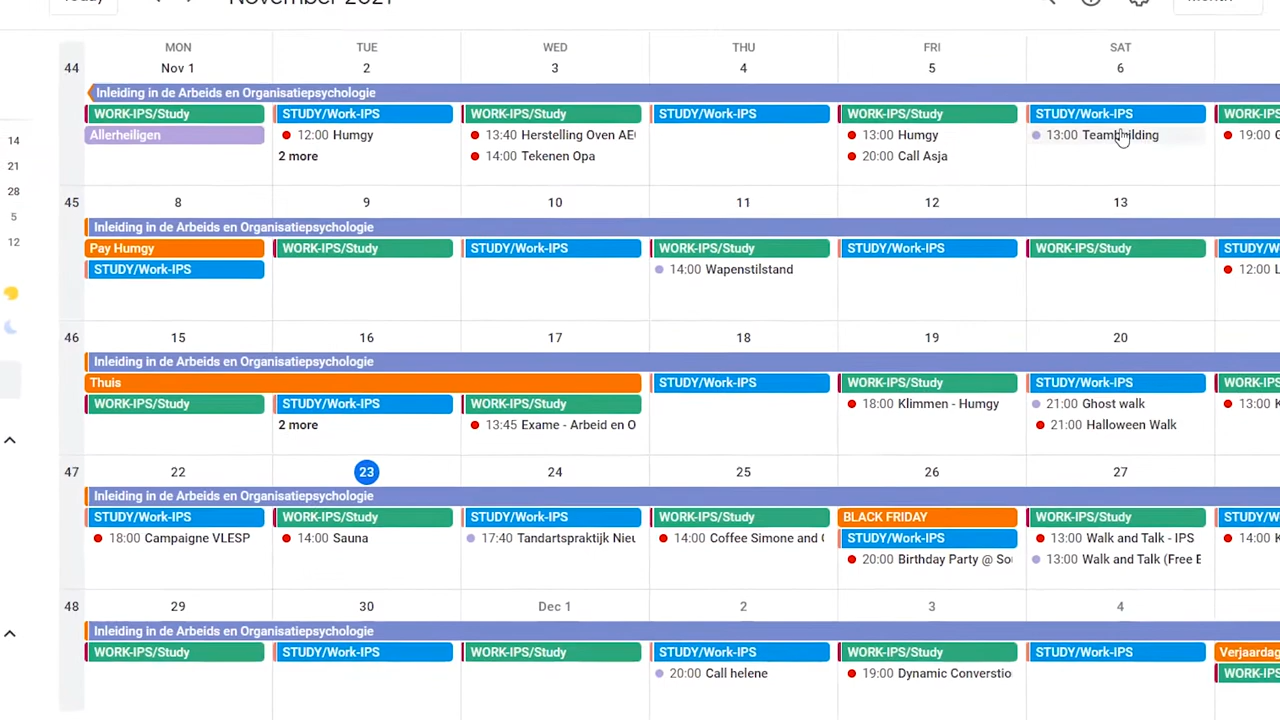 November 2021
MON TUE WED THU FRI SAT
44 Nov 1 2 3 4 5 6
Inleiding in de Arbeids en Organisatiepsychologie
WORK-IPS/Study STUDY/Work-IPS WORK-IPS/Study STUDY/Work-IPS WORK-IPS/Study STUDY/Work-IPS WORK
14 Allerheiligen 12:00 Humgy 13:40 Herstelling Oven AE 13:00 Humgy 13:00 Teambuilding 19:00
2 more 14:00 Tekenen Opa 20:00 Call Asja
21
28
45 8 9 10 11 12 13
5
Inleiding in de Arbeids en Organisatiepsychologie
12
Pay Humgy WORK-IPS/Study STUDY/Work-IPS WORK-IPS/Study STUDY/Work-IPS WORK-IPS/Study STUDY/W
STUDY/Work-IPS 14:00 Wapenstilstand 12:00
46 15 16 17 18 19 20
Inleiding in de Arbeids en Organisatiepsychologie
Thuis STUDY/Work-IPS WORK-IPS/Study STUDY/Work-IPS WORK-IPS
WORK-IPS/Study STUDY/Work-IPS WORK-IPS/Study 18:00 Klimmen - Humgy 21:00 Ghost walk 13:00 K
2 more 13:45 Exame - Arbeid en O 21:00 Halloween Walk
47 22 23 24 25 26 27
Inleiding in de Arbeids en Organisatiepsychologie
STUDY/Work-IPS WORK-IPS/Study STUDY/Work-IPS WORK-IPS/Study BLACK FRIDAY WORK-IPS/Study STUDY/W
18:00 Campagne VLESP 14:00 Sauna 17:40 Tandartspraktijk Nieu 14:00 Coffee Simone and STUDY/Work-IPS 13:00 Walk and Talk - IPS 14:00 K
20:00 Birthday Party @ So 13:00 Walk and Talk (Free E
48 29 30 Dec 1 2 3 4
Inleiding in de Arbeids en Organisatiepsychologie
WORK-IPS/Study STUDY/Work-IPS WORK-IPS/Study STUDY/Work-IPS WORK-IPS/Study STUDY/Work-IPS Verjaardag
20:00 Call helene 19:00 Dynamic Converstio WORK-IPS